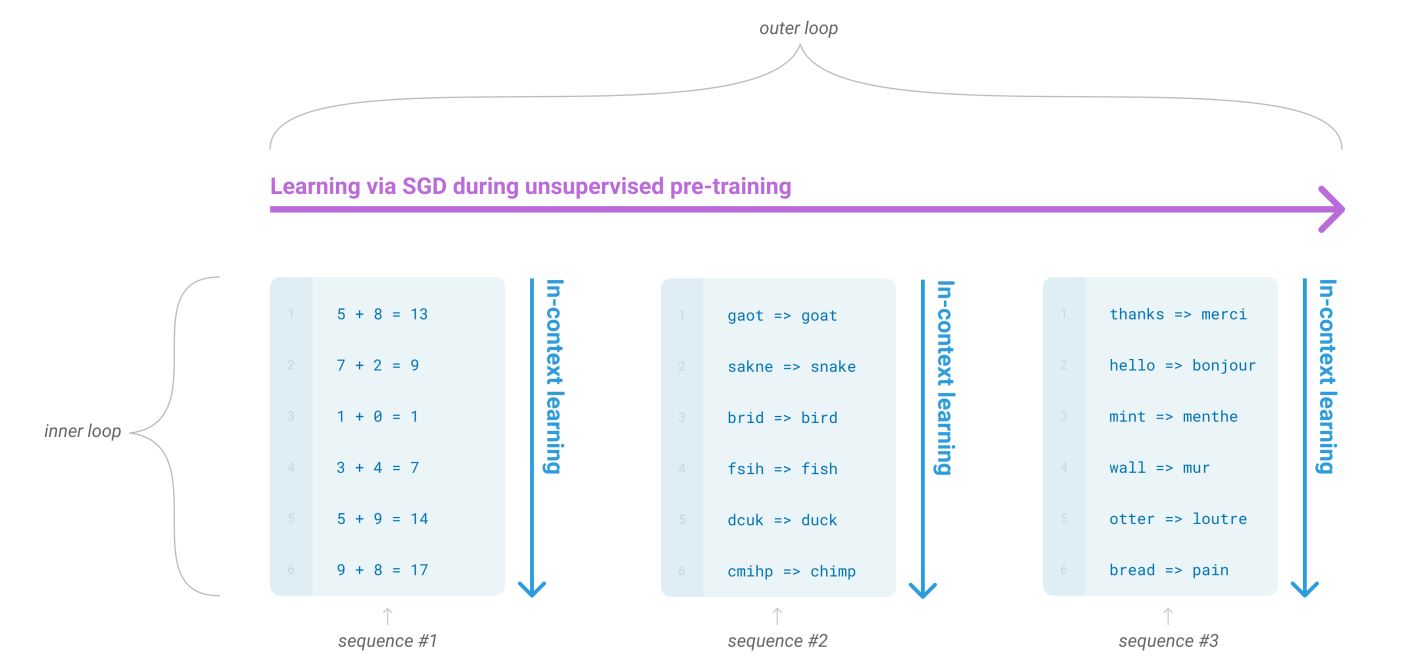 outer loop
Learning via SGD during unsupervised pre-training
inner loop
1 5 + 8 = 13
2 7 + 2 = 9
3 1 + 0 = 1
4 3 + 4 = 7
5 5 + 9 = 14
6 9 + 8 = 17
In-context learning
sequence #1
1 gaot => goat
2 sakne => snake
3 brid => bird
4 fsih => fish
5 dcuk => duck
6 cmihp => chimp
In-context learning
sequence #2
1 thanks => merci
2 hello => bonjour
3 mint => menthe
4 wall => mur
5 otter => loutre
6 bread => pain
In-context learning
sequence #3